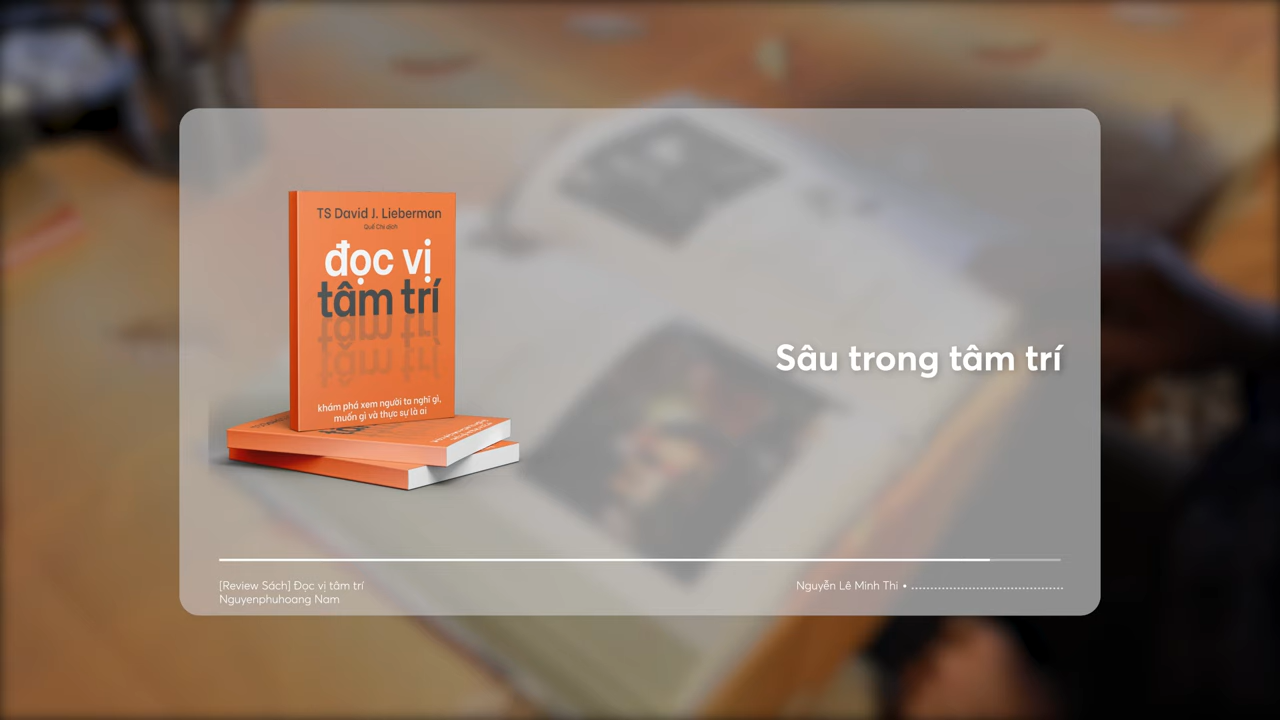 TS David J. Lieberman
Quế Chi dịch
đọc vị
tâm trí
khám phá xem người ta nghĩ gì,
muốn gì và thực sự là ai
Sâu trong tâm trí
[Review Sách] Đọc vị tâm trí
Nguyenphuhoang Nam
Nguyễn Lê Minh Thi •